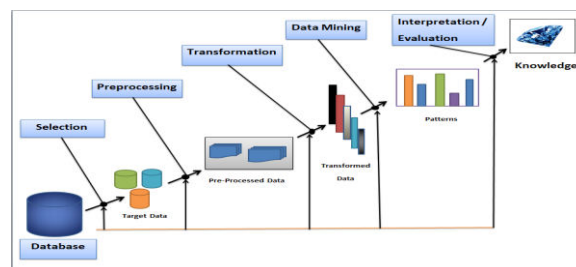 Interpretation /
Evaluation
Data Mining
Knowledge
Transformation
Preprocessing
Patterns
Selection
Pre-Processed Data
Transformed
Data
Target Data
Database